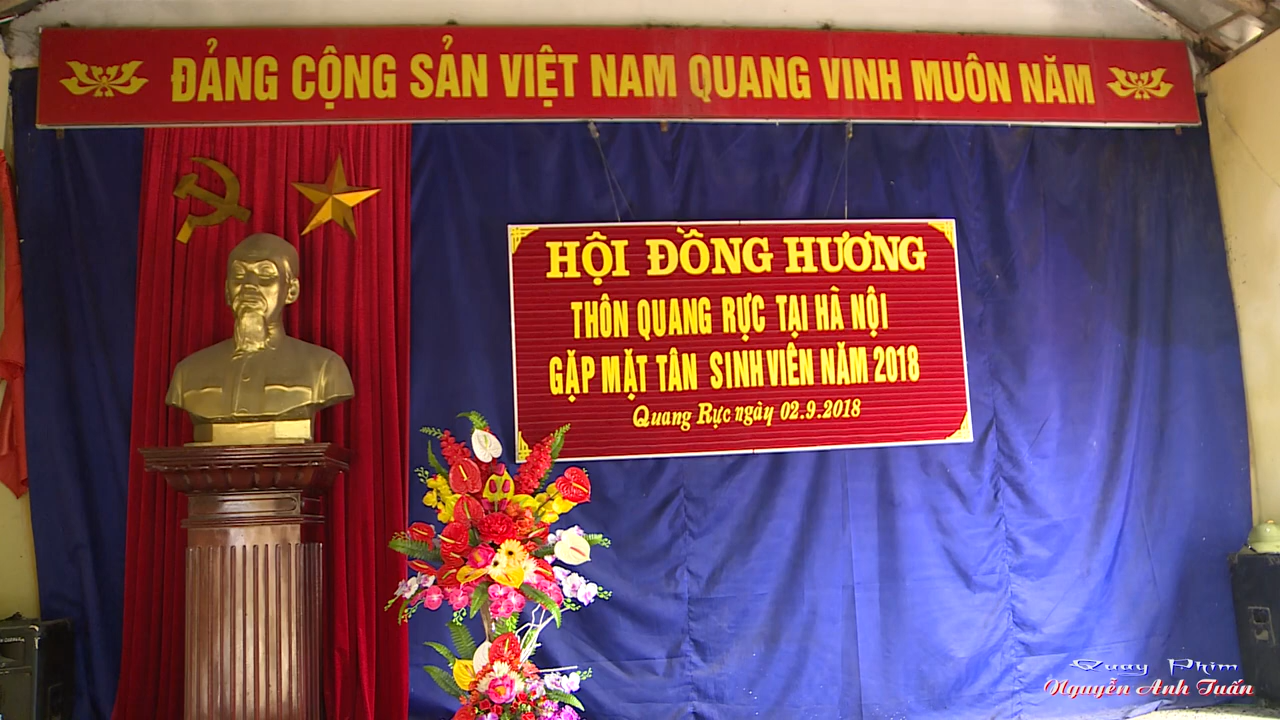 ĐẢNG CỘNG SẢN VIỆT NAM QUANG VINH MUÔN NĂM
HỘI ĐỒNG HƯƠNG
THÔN QUANG RỰC TẠI HÀ NỘI
GẶP MẶT TÂN SINH VIÊN NĂM 2018
Quang Rực ngày 02.9.2018
Quay Phim
Nguyễn Anh Tuấn